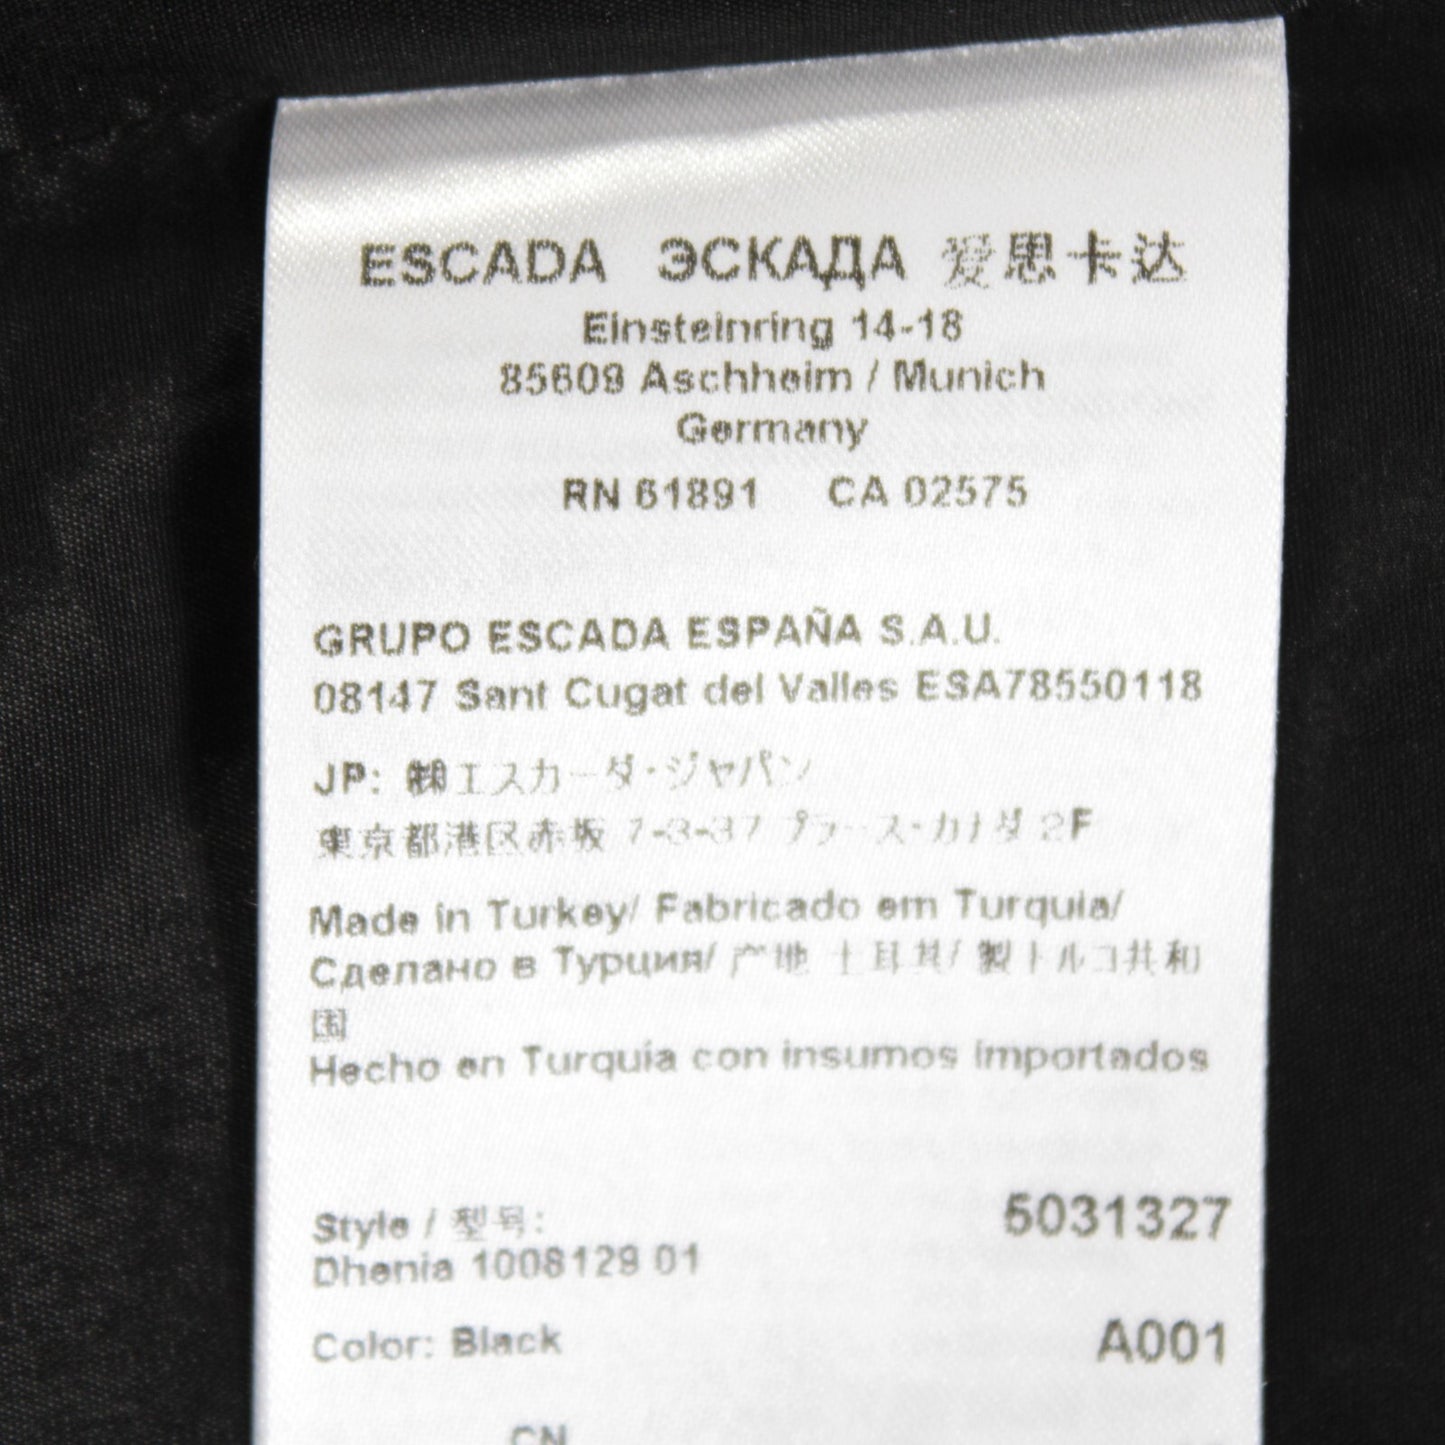 ESCADA ЭСКАДА 爱思卡达
Einsteinring 14-18
85609 Aschheim / Munich
Germany
RN 61891 CA 02575
GRUPO ESCADA ESPAÑA S.A.U.
08147 Sant Cugat del Valles ESA78550118
JP: ㈱エスカーダ・ジャパン
東京都港区赤坂 7-3-37 プラース・カナダ 2F
Made in Turkey/ Fabricado em Turquia/
Сделано в Турции/ 产地 土耳其/ 製トルコ共和
国
Hecho en Turquia con insumos importados
Style / 型号: 5031327
Dhenia 1008129 01
Color: Black A001
CN